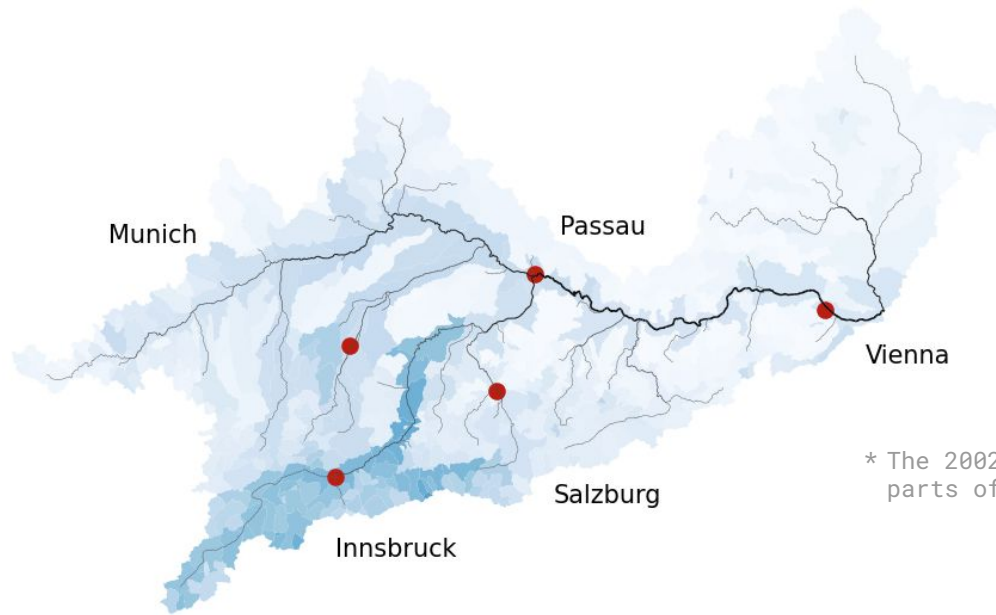 Passau
Munich
Vienna
* The 2002
parts of
Salzburg
Innsbruck